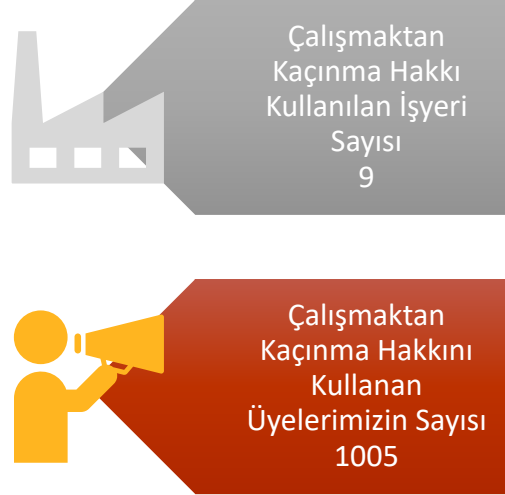 Çalışmaktan
Kaçınma Hakkı
Kullanılan İşyeri
Sayısı
9
Çalışmaktan
Kaçınma Hakkını
Kullanan
Üyelerimizin Sayısı
1005